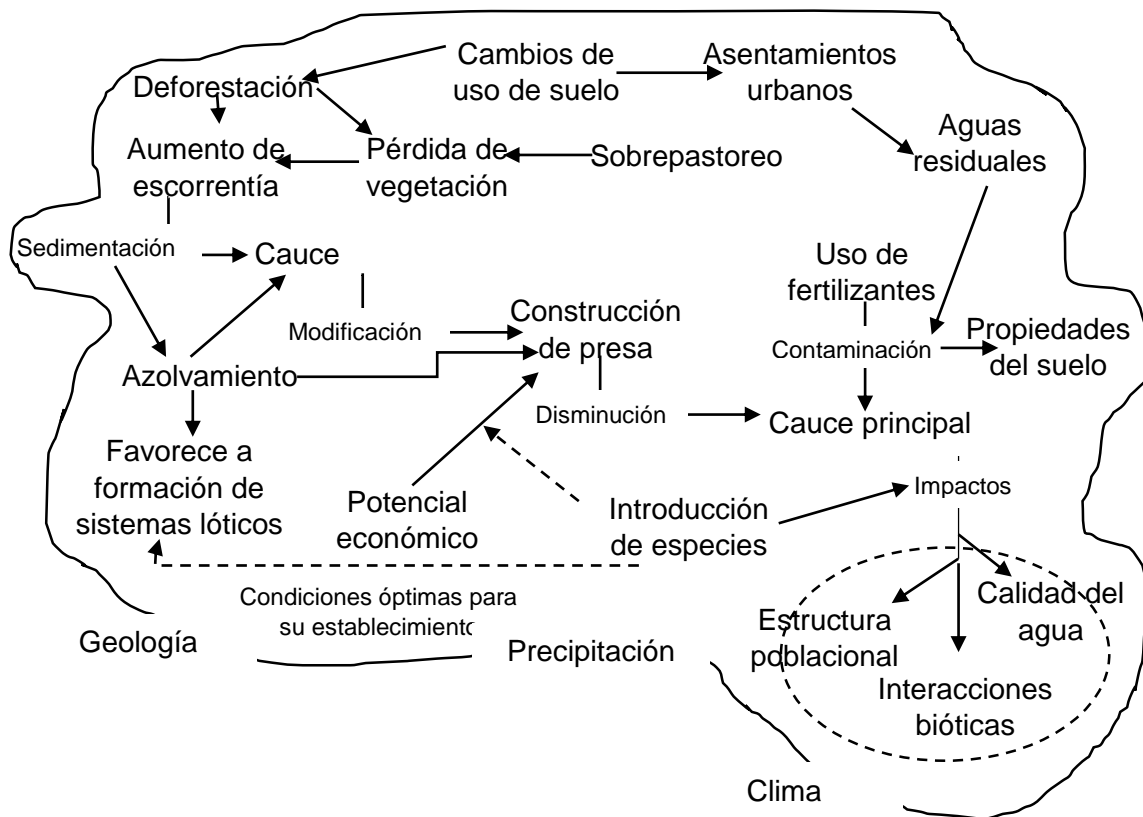 Cambios de
uso de suelo
Asentamientos
urbanos
Deforestación
Aguas
residuales
Aumento de
escorrentía
Pérdida de
vegetación
Sobrepastoreo
Sedimentación
Cauce
Uso de
fertilizantes
Modificación
Construcción
de presa
Contaminación
Propiedades
del suelo
Azolvamiento
Disminución
Cauce principal
Favorece a
formación de
sistemas lóticos
Potencial
económico
Introducción
de especies
Impactos
Condiciones óptimas para
su establecimiento
Calidad del
agua
Estructura
poblacional
Interacciones
bióticas
Geología
Precipitación
Clima